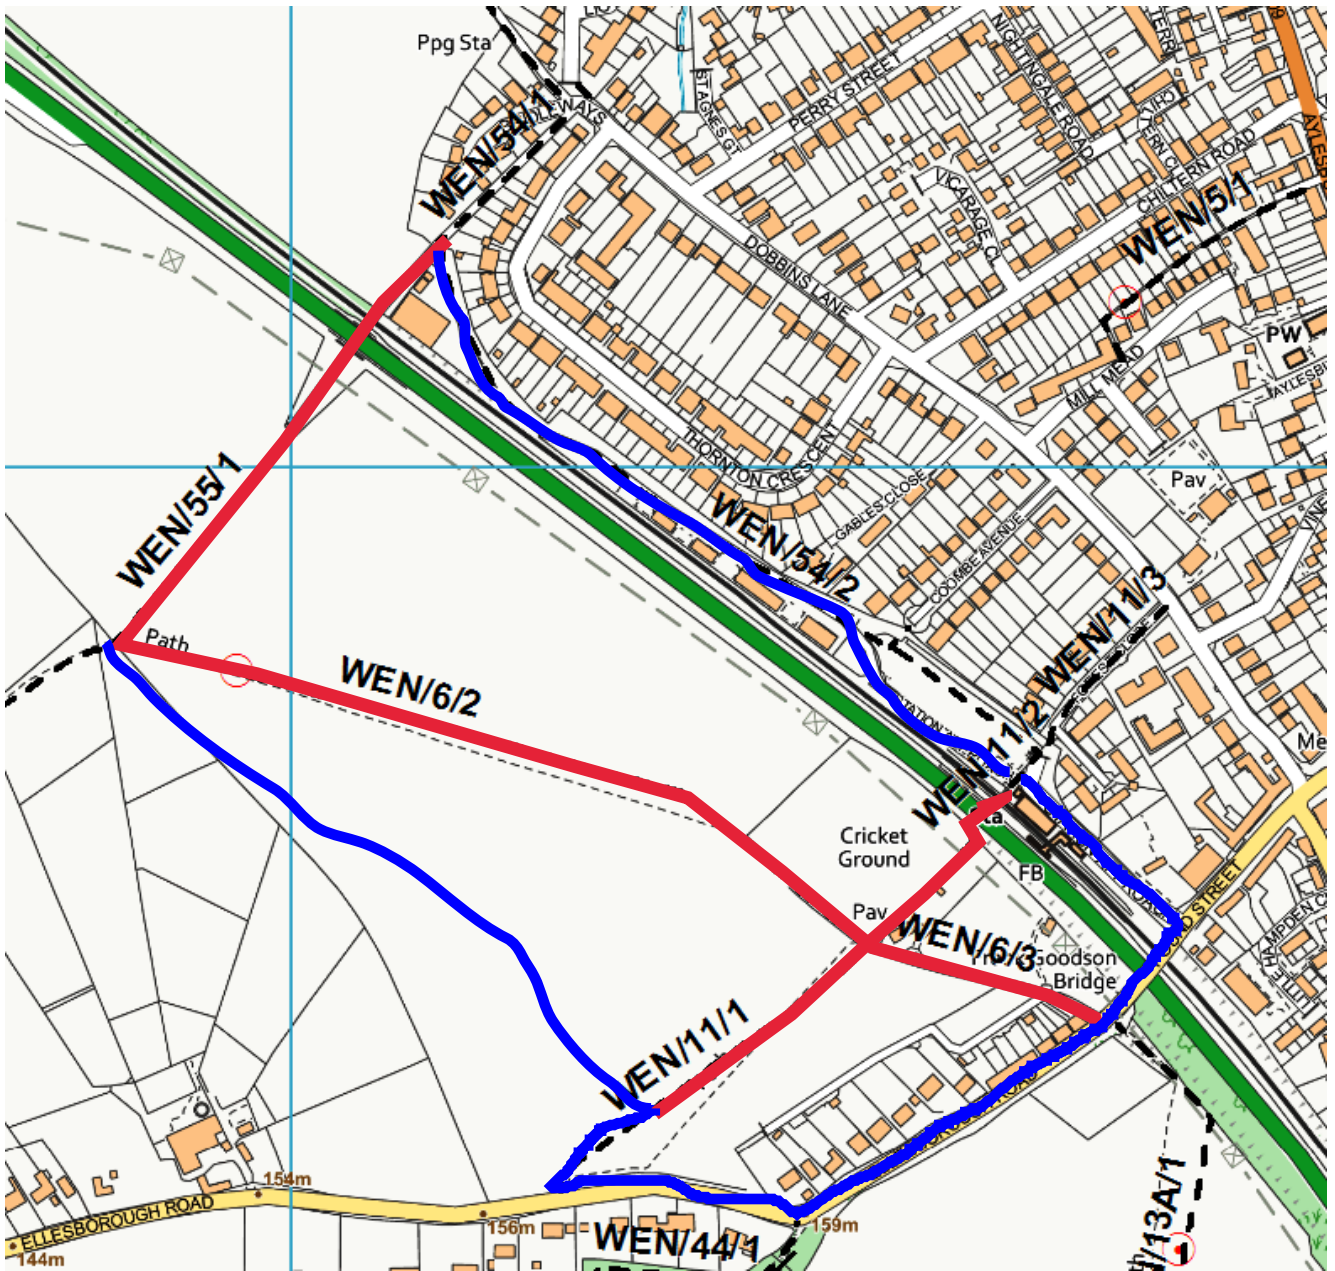 Ppg Sta
ST AGNES G
PERRY STREET
NIGHTINGALE ROAD
WEN/54/1
VICARAGE CL
CHILTERN ROAD
WEN/5/1
DOBBINS LANE
PW
MILL MEAD
THORNTON CRESCENT
Pav
GABLES CLOSE
WEN/55/1
WEN/54/2
COOMBE AVENUE
WEN/11/3
Path
WEN/6/2
WEN/11/2
Cricket
Ground
FB
Pav
WEN/6/3
Goodson
Bridge
WEN/11/1
154m
ELLESBOROUGH ROAD
156m
159m
WEN/44/1
144m
/13A/1